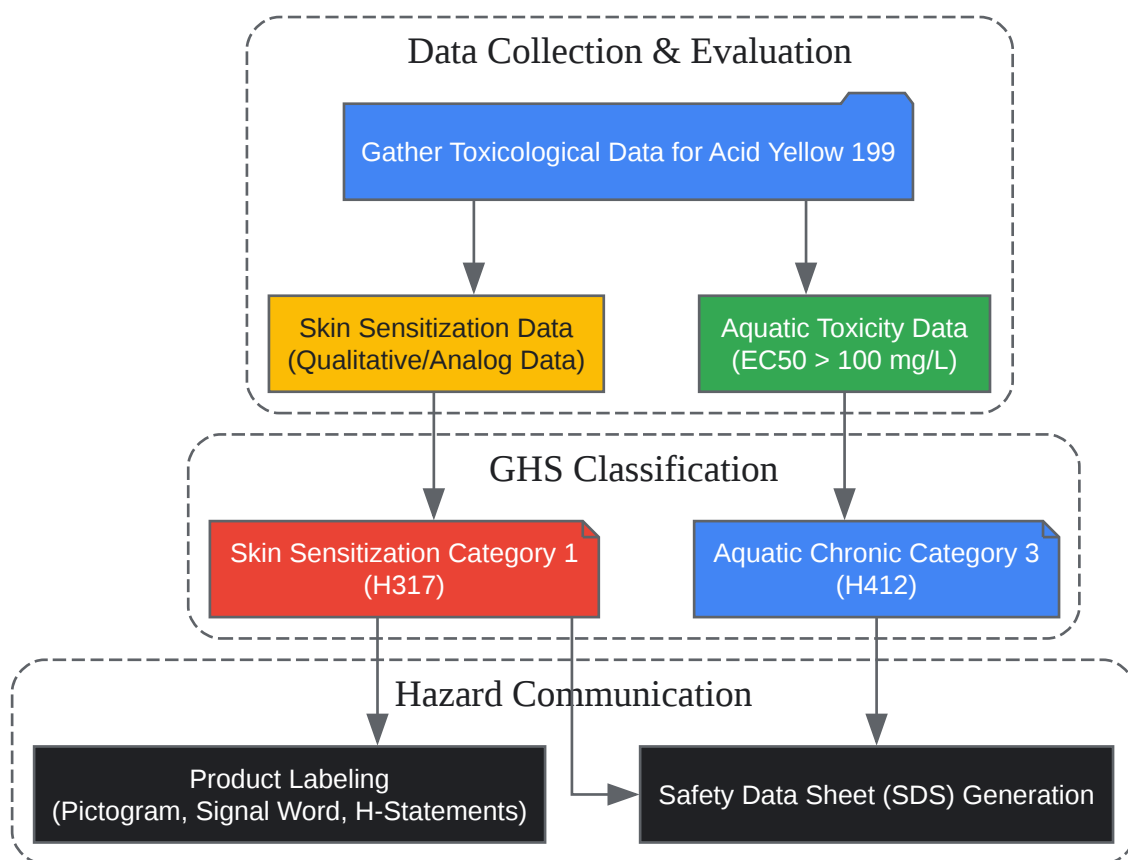 Data Collection & Evaluation
Gather Toxicological Data for Acid Yellow 199
Skin Sensitization Data
(Qualitative/Analog Data)
Aquatic Toxicity Data
(EC50 > 100 mg/L)
GHS Classification
Skin Sensitization Category 1
(H317)
Aquatic Chronic Category 3
(H412)
Hazard Communication
Product Labeling
(Pictogram, Signal Word, H-Statements)
Safety Data Sheet (SDS) Generation